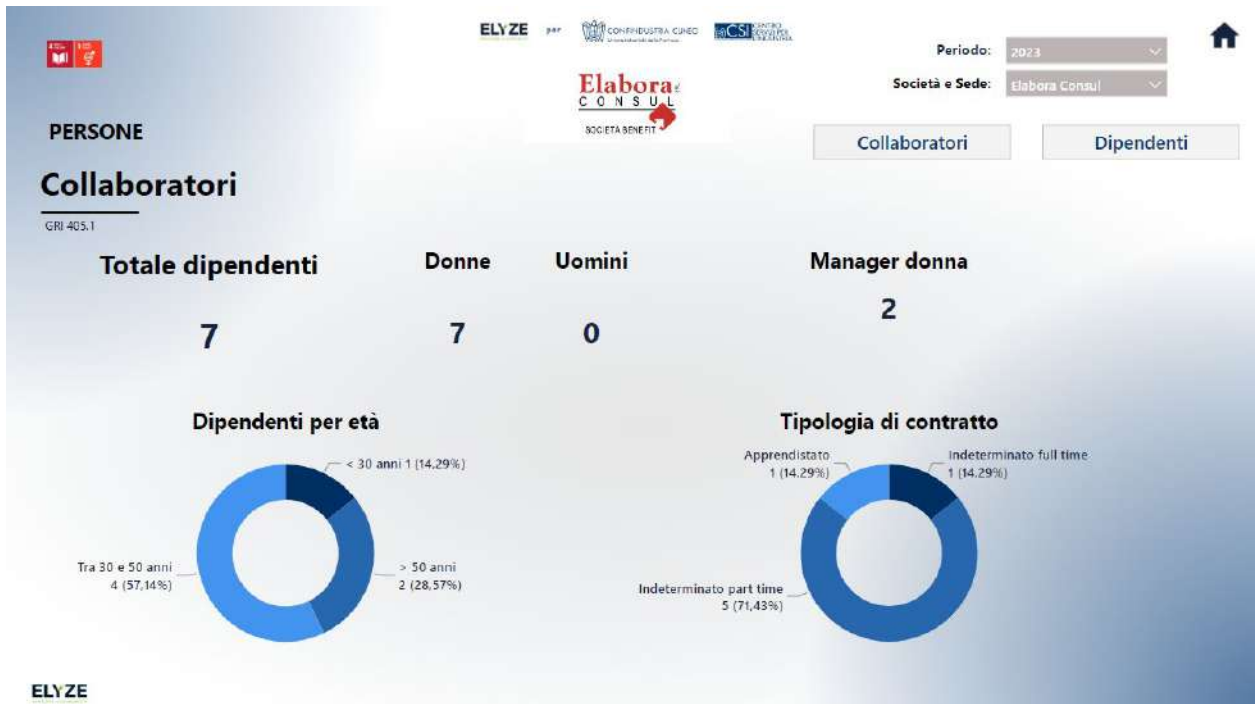 ELYZE per CONFINDUSTRIA CUNEO CSI
Periodo: 2023
Società e Sede: Elabora Consul
Elabora
CONSUL
SOCIETÀ BENEFIT
PERSONE
Collaboratori Dipendenti
Collaboratori
GRI 405.1
Totale dipendenti Donne Uomini Manager donna
7 7 0 2
Dipendenti per età Tipologia di contratto
< 30 anni 1 (14.29%)
Tra 30 e 50 anni
4 (57,14%)
> 50 anni
2 (28,57%)
Apprendistato
1 (14.29%)
Indeterminato full time
1 (14.29%)
Indeterminato part time
5 (71,43%)
ELYZE